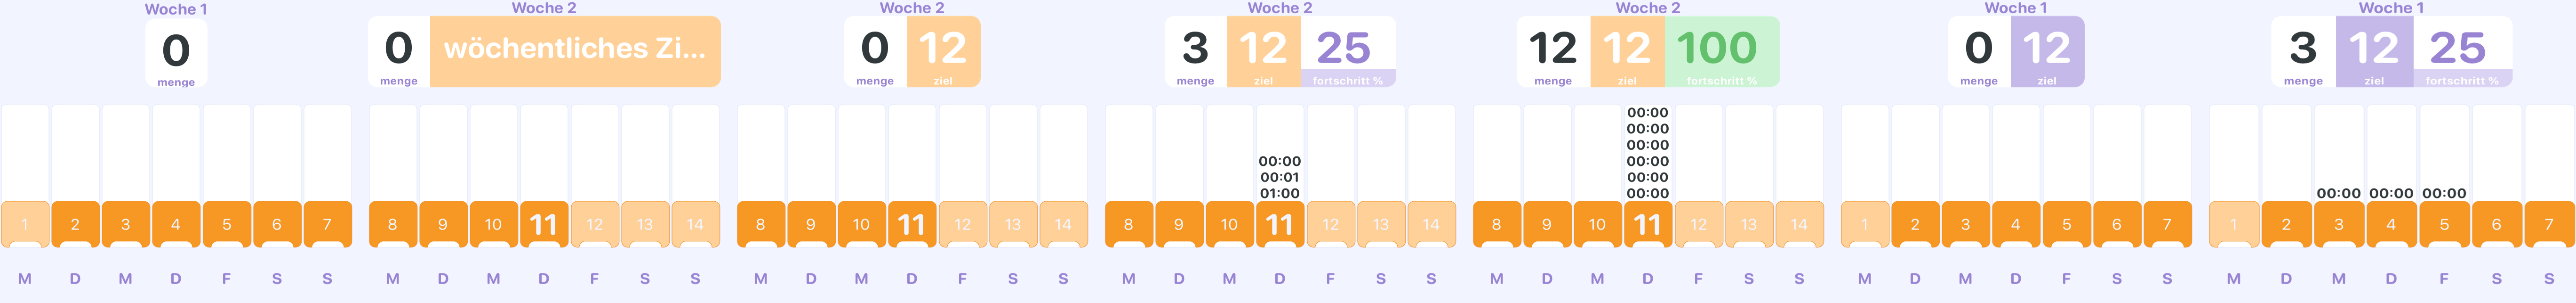 Woche 1
0
menge
1 2 3 4 5 6 7
M D M D F S S
Woche 2
0 wöchentliches Zi...
menge
8 9 10 11 12 13 14
M D M D F S S
Woche 2
0 12
menge ziel
8 9 10 11 12 13 14
M D M D F S S
Woche 2
3 12 25
menge ziel fortschritt %
00:00
00:01
01:00
8 9 10 11 12 13 14
M D M D F S S
Woche 2
12 12 100
menge ziel fortschritt %
00:00
00:00
00:00
00:00
00:00
00:00
8 9 10 11 12 13 14
M D M D F S S
Woche 1
0 12
menge ziel
1 2 3 4 5 6 7
M D M D F S S
Woche 1
3 12 25
menge ziel fortschritt %
00:00 00:00 00:00
1 2 3 4 5 6 7
M D M D F S S